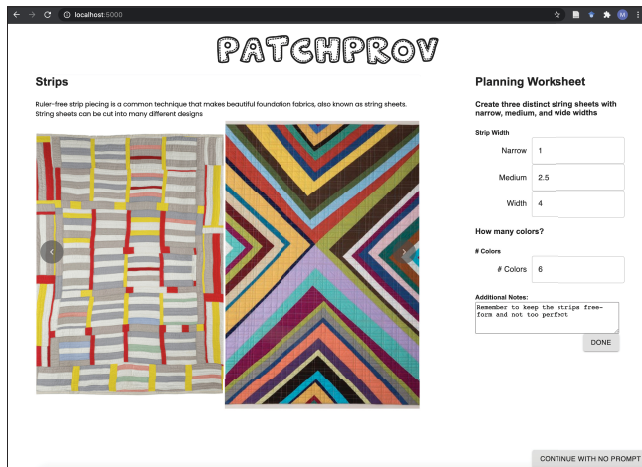 localhost:5000
M
PATCHPROV
Strips
Ruler-free strip piecing is a common technique that makes beautiful foundation fabrics, also known as string sheets.
String sheets can be cut into many different designs
Planning Worksheet
Create three distinct string sheets with
narrow, medium, and wide widths
Strip Width
Narrow 1
Medium 2.5
Width 4
How many colors?
# Colors
# Colors 6
Additional Notes:
Remember to keep the strips free-
form and not too perfect
DONE
CONTINUE WITH NO PROMPT